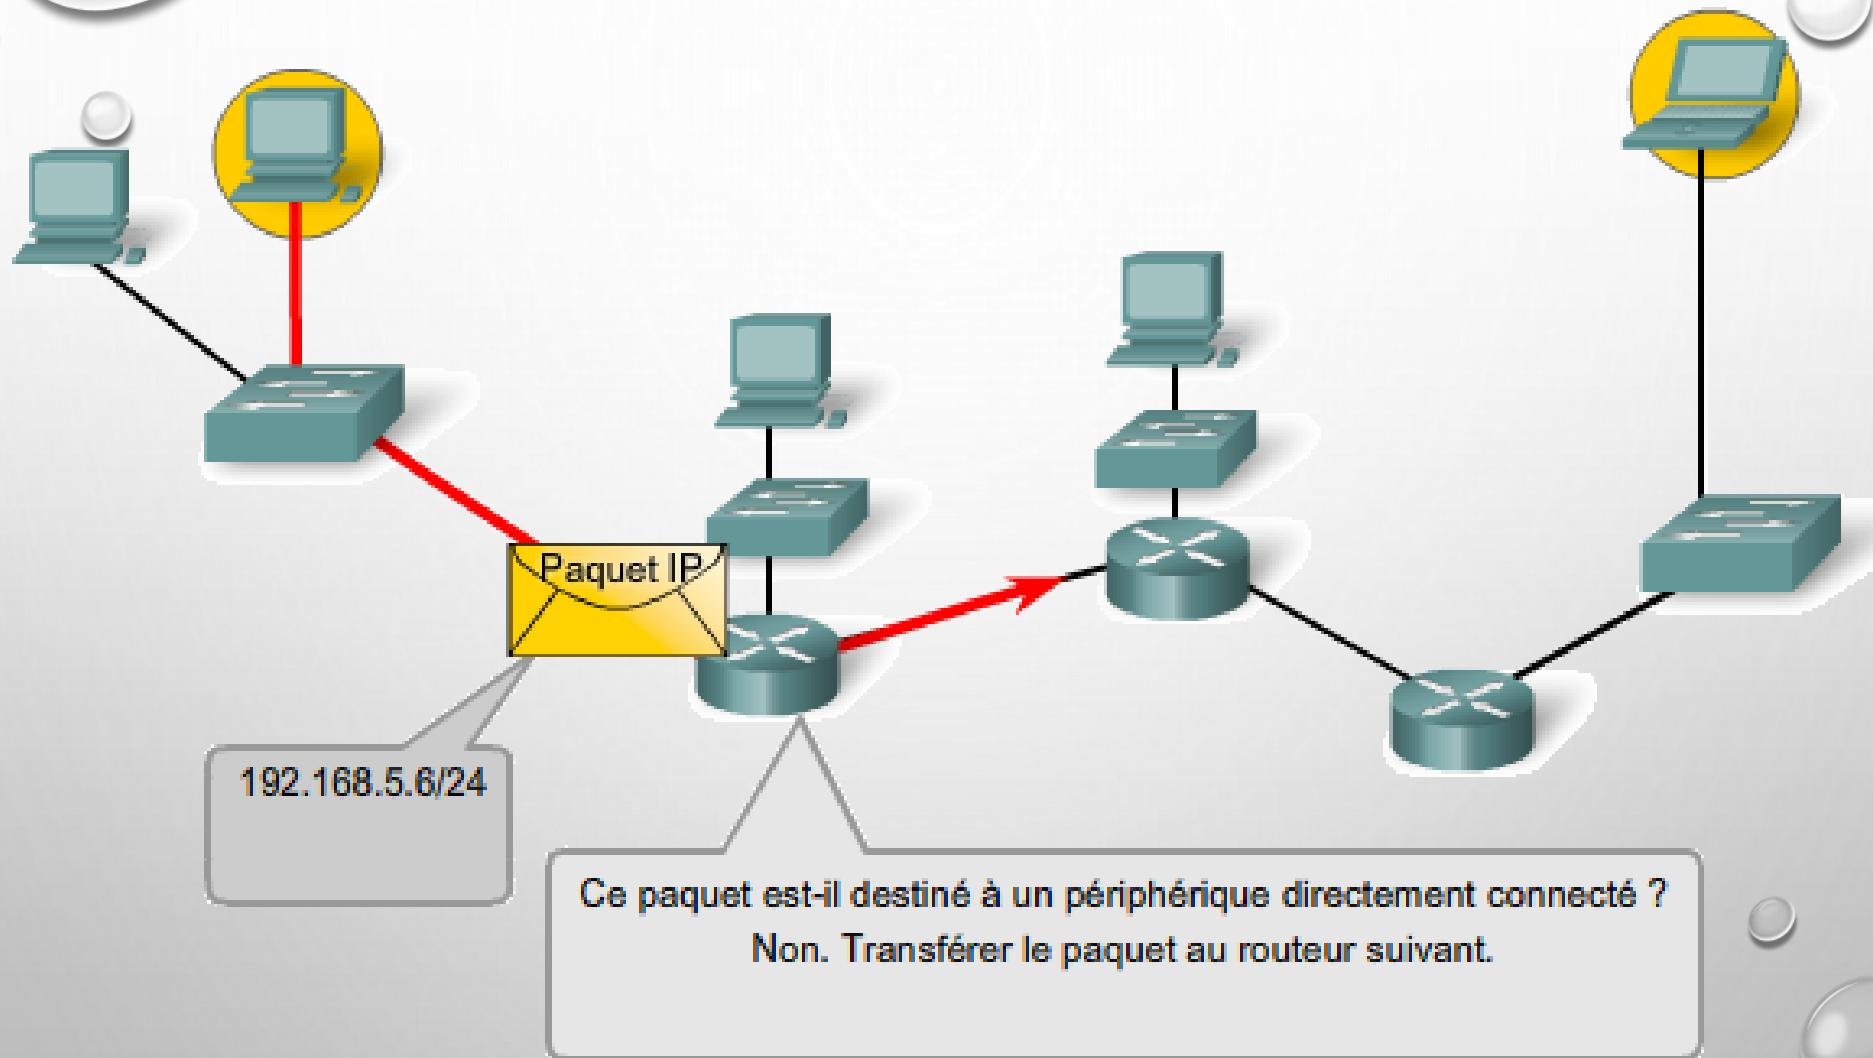 Paquet IP
192.168.5.6/24
Ce paquet est-il destiné à un périphérique directement connecté ?
Non. Transférer le paquet au routeur suivant.